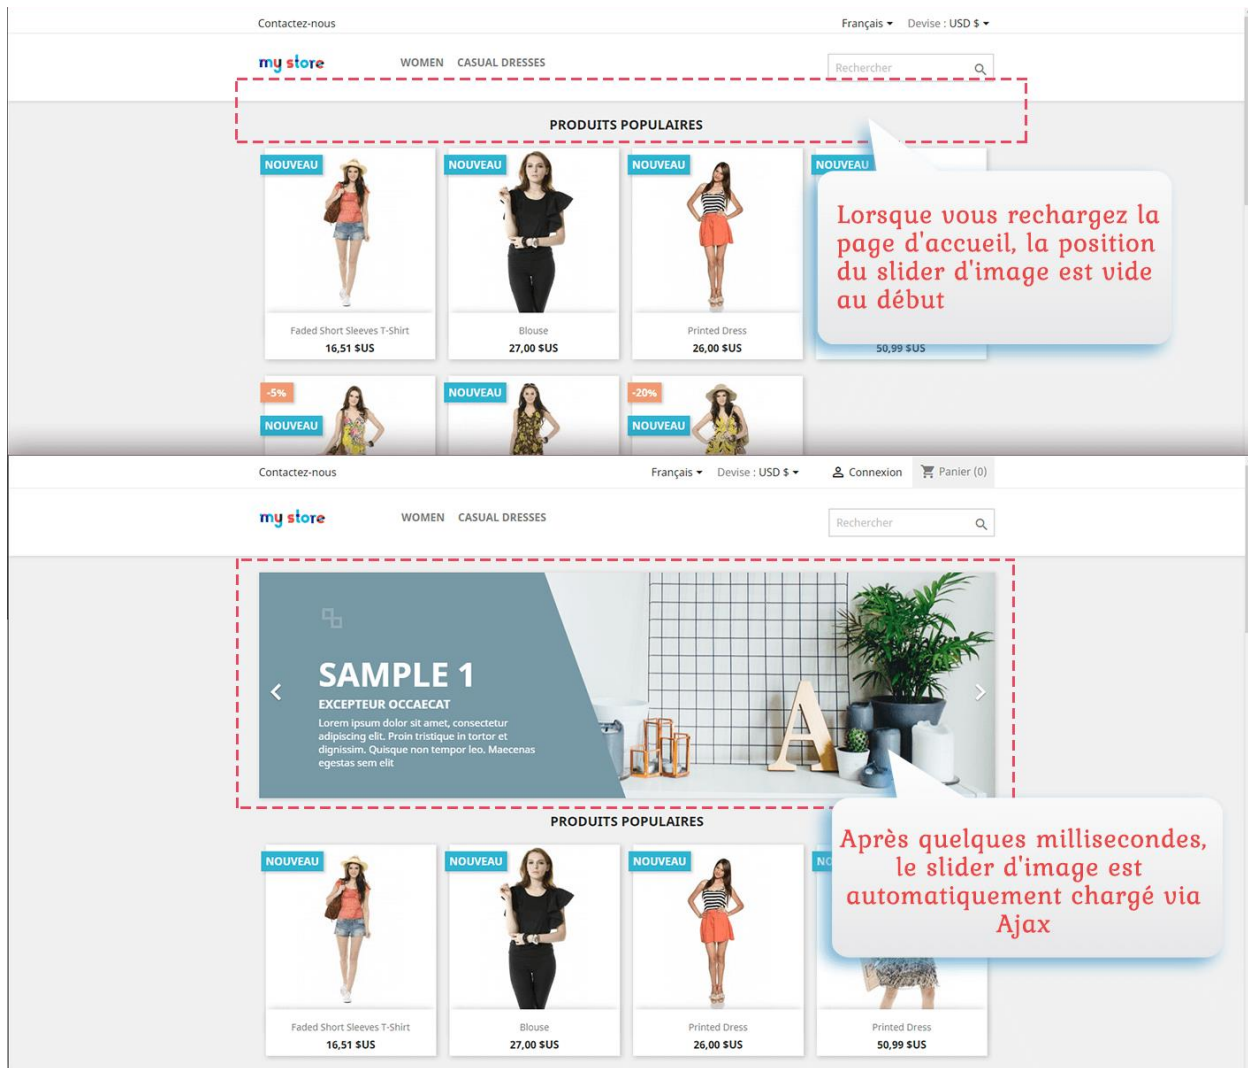 Contactez-nous Français Devise : USD $
my store WOMEN CASUAL DRESSES Rechercher
PRODUITS POPULAIRES
NOUVEAU NOUVEAU NOUVEAU NOUVEAU
Lorsque vous rechargez la
page d'accueil, la position
du slider d'image est vide
au début
Faded Short Sleeves T-Shirt Blouse Printed Dress
16,51 $US 27,00 $US 26,00 $US 50,99 $US
-5% NOUVEAU -20%
NOUVEAU NOUVEAU
Contactez-nous Français Devise : USD $ Connexion Panier (0)
my store WOMEN CASUAL DRESSES Rechercher
SAMPLE 1
EXCEPTEUR OCCAECAT
Lorem ipsum dolor sit amet, consectetur
adipiscing elit. Proin tristique in tortor et
dignissim. Quisque non tempor leo. Maecenas
egestas sem elit
A
PRODUITS POPULAIRES
NOUVEAU NOUVEAU NOUVEAU NO
Après quelques millisecondes,
le slider d'image est
automatiquement chargé via
Ajax
Faded Short Sleeves T-Shirt Blouse Printed Dress Printed Dress
16,51 $US 27,00 $US 26,00 $US 50,99 $US